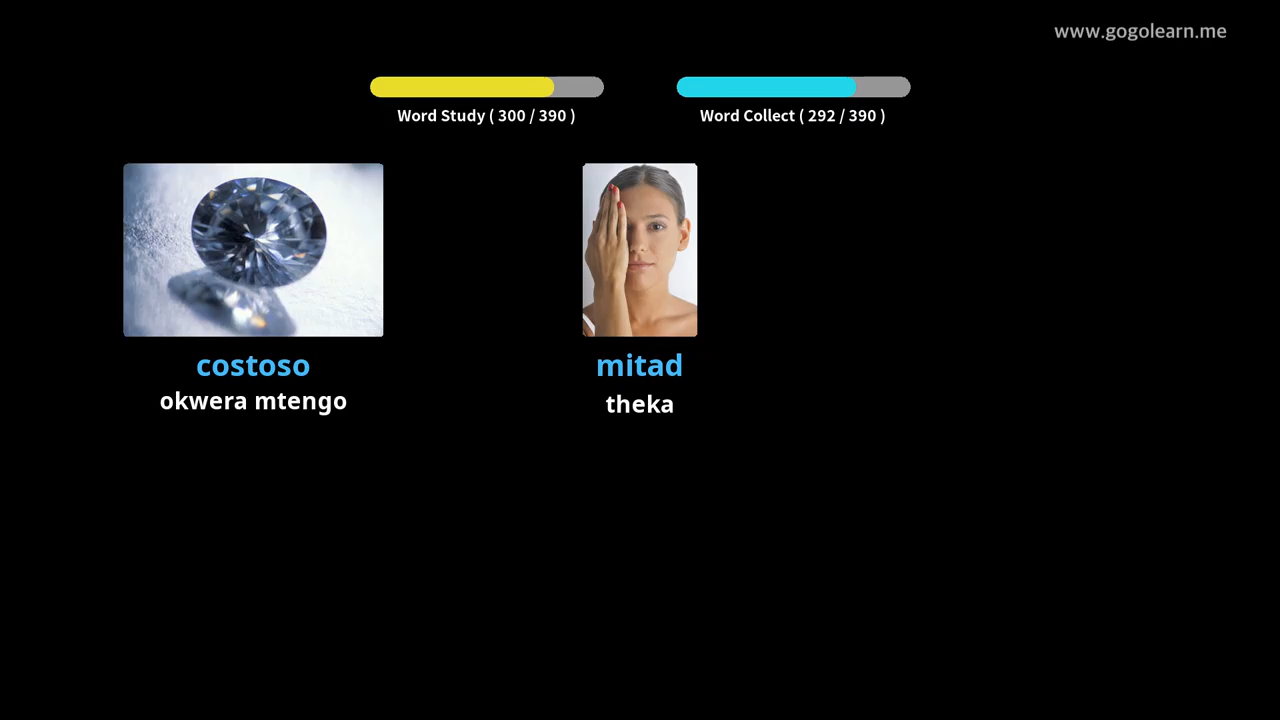 www.gogolearn.me
Word Study ( 300 / 390 )
Word Collect ( 292 / 390 )
costoso
okwera mtengo
mitad
theka